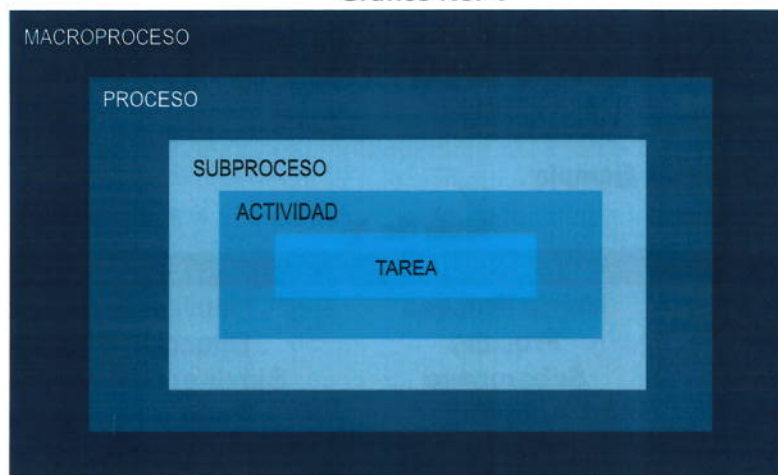 MACROPROCESO
PROCESO
SUBPROCESO
ACTIVIDAD
TAREA